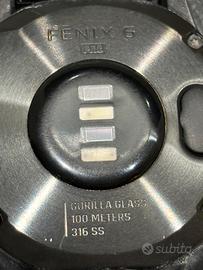 FENIX 6
GORILLA GLASS
100 METERS
316 SS
subito